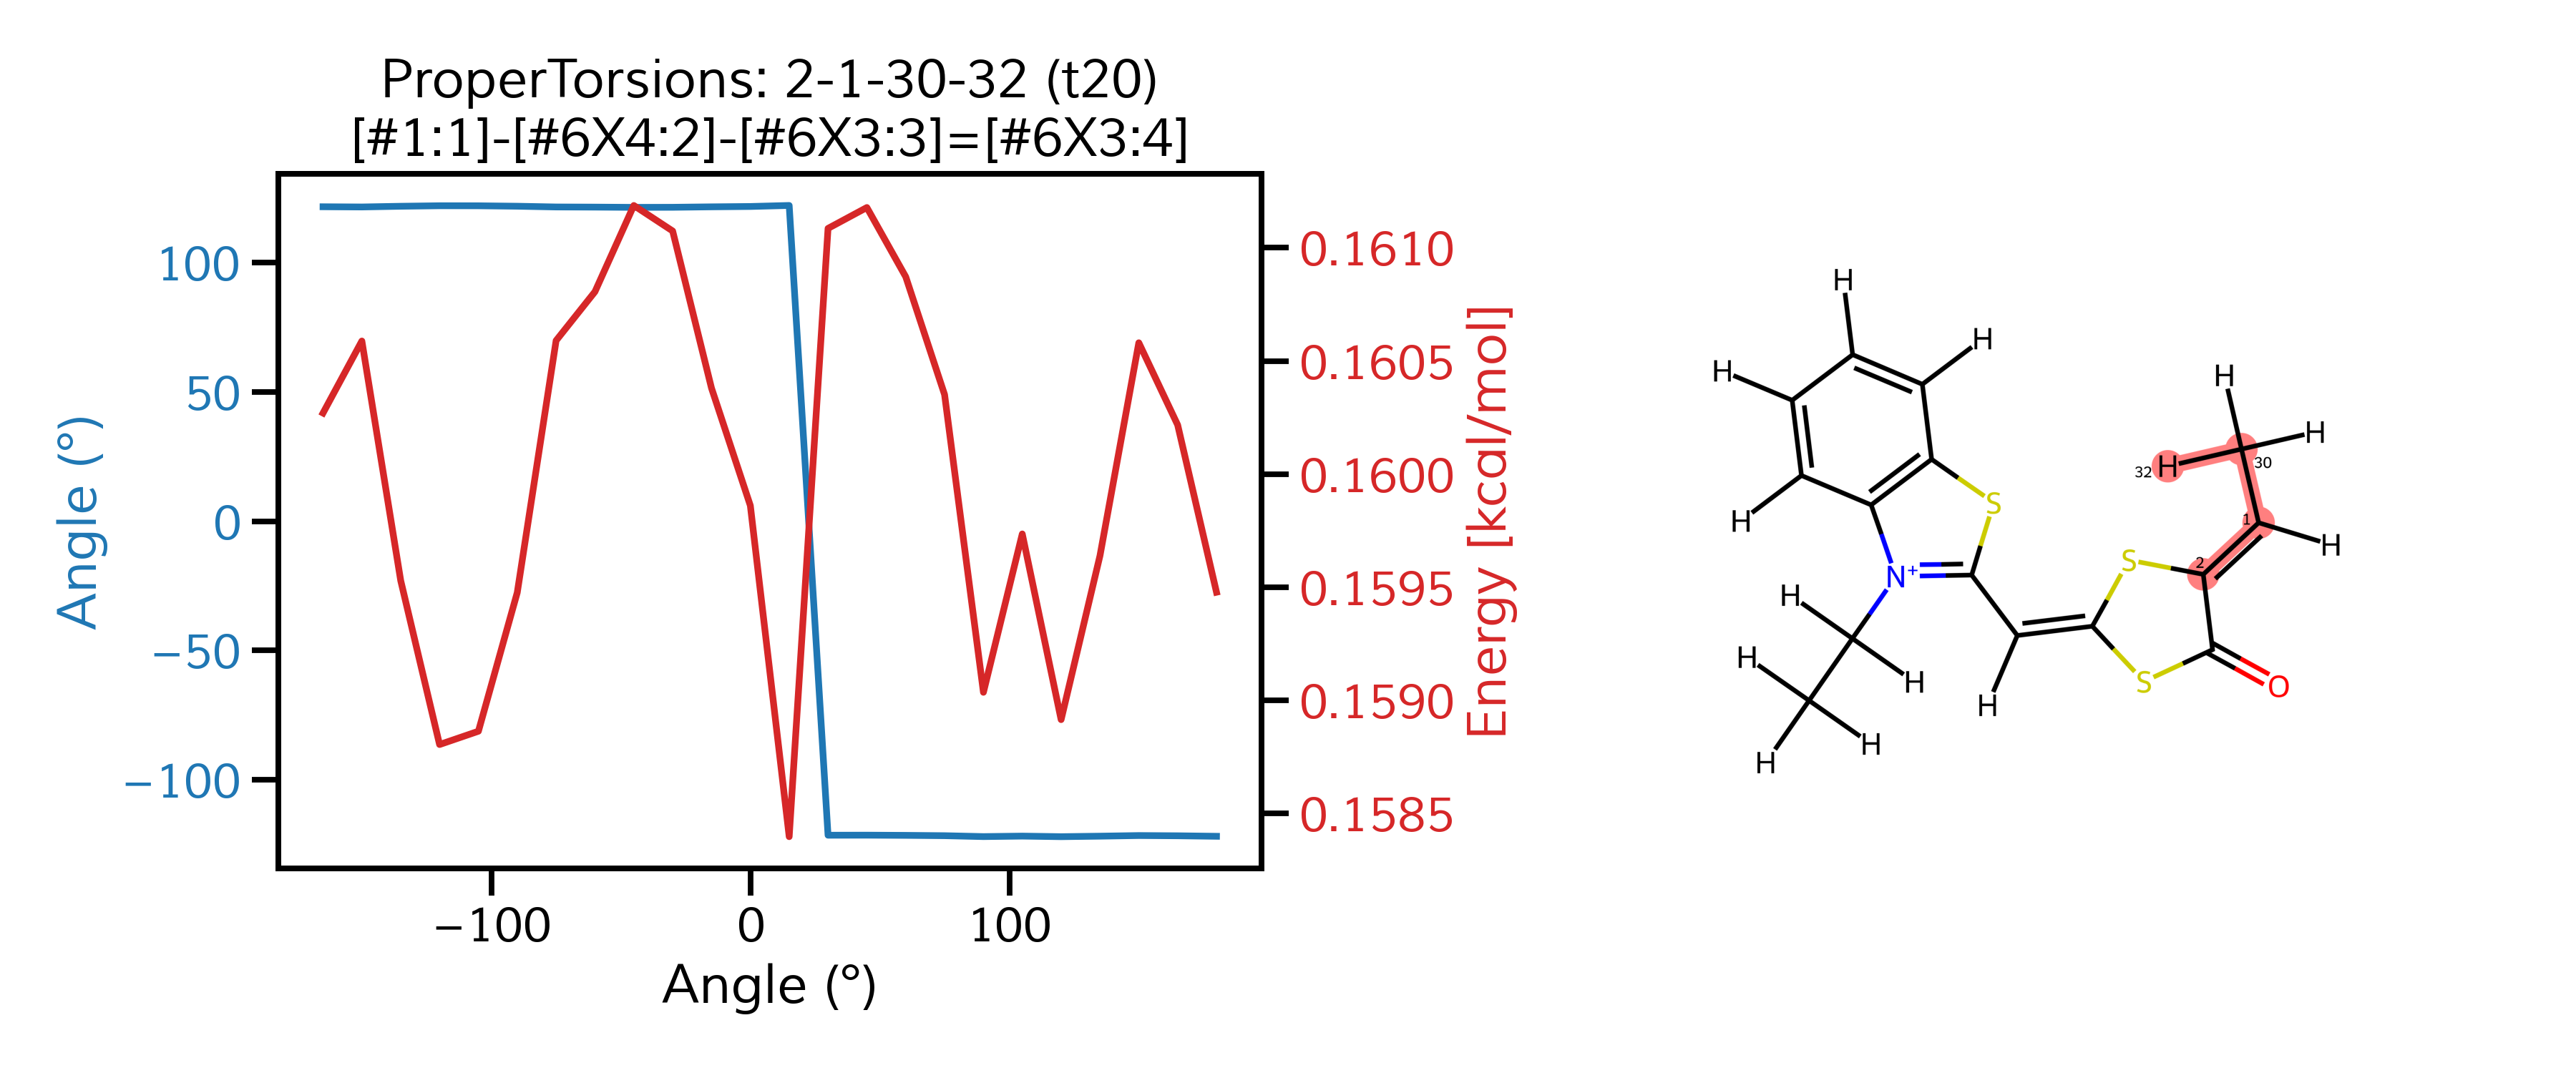 ProperTorsions: 2-1-30-32 (t20)
[#1:1]-[#6X4:2]-[#6X3:3]=[#6X3:4]
100
50
0
−50
−100
Angle (°)
−100
0
100
Angle (°)
0.1610
0.1605
0.1600
0.1595
0.1590
0.1585
Energy [kcal/mol]
H
H
H
H
H
H
32 H
30
S
1
H
S
2
N+
H
H
H
S
O
H
H
H